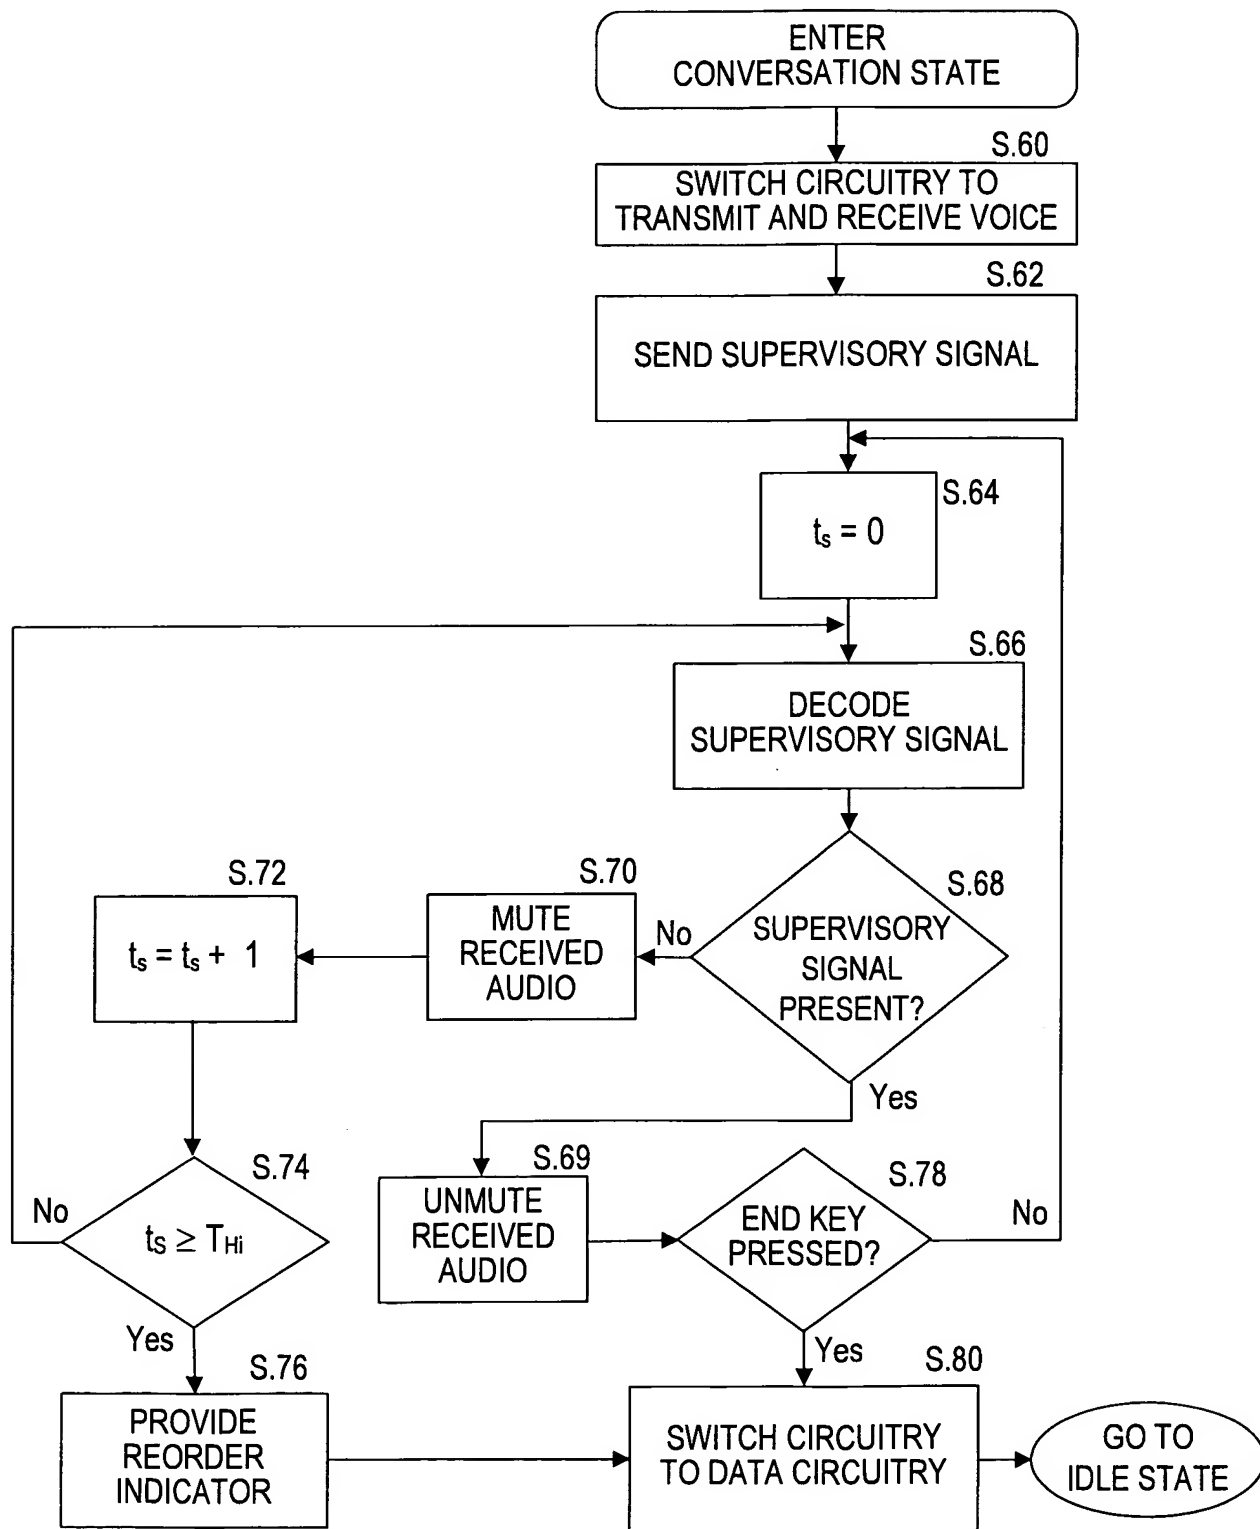 ENTER
CONVERSATION STATE
S.60
SWITCH CIRCUITRY TO
TRANSMIT AND RECEIVE VOICE
S.62
SEND SUPERVISORY SIGNAL
S.64
ts = 0
S.66
DECODE
SUPERVISORY SIGNAL
S.68
SUPERVISORY
SIGNAL
PRESENT?
No
Yes
S.70
MUTE
RECEIVED
AUDIO
S.72
ts = ts + 1
S.74
ts ≥ THi
No
Yes
S.69
UNMUTE
RECEIVED
AUDIO
S.78
END KEY
PRESSED?
No
Yes
S.76
PROVIDE
REORDER
INDICATOR
S.80
SWITCH CIRCUITRY
TO DATA CIRCUITRY
GO TO
IDLE STATE